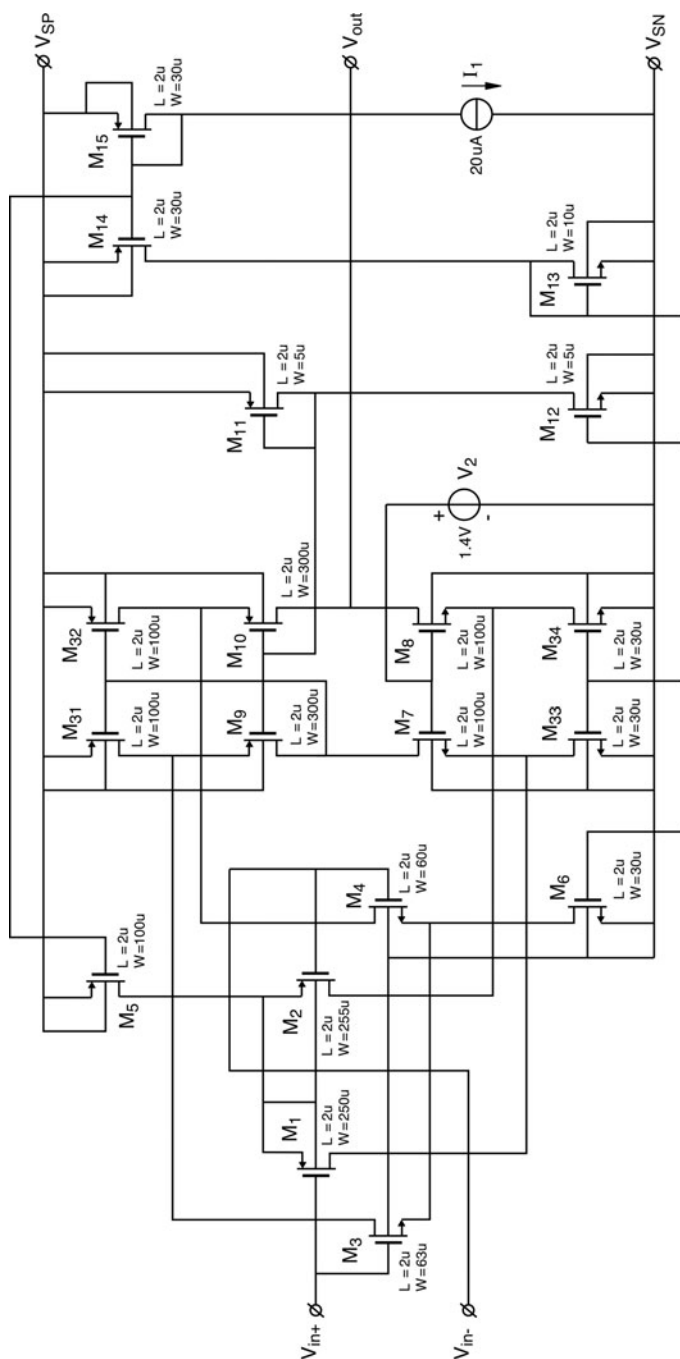 V_SP
M₅
L = 2u
W=100u
M₃₁
L = 2u
W=100u
M₃₂
L = 2u
W=100u
M₁₄
L = 2u
W=30u
M₁₅
L = 2u
W=30u
M₁₁
L = 2u
W=5u
M₉
L = 2u
W=300u
M₁₀
L = 2u
W=300u
M₁
L = 2u
W=250u
M₂
L = 2u
W=255u
V_in+
M₃
L = 2u
W=63u
M₄
L = 2u
W=60u
V_out
M₇
L = 2u
W=100u
M₈
L = 2u
W=100u
V_in-
+
V₂
1.4V
-
I₁
20uA
M₆
L = 2u
W=30u
M₃₃
L = 2u
W=30u
M₃₄
L = 2u
W=30u
M₁₂
L = 2u
W=5u
M₁₃
L = 2u
W=10u
V_SN